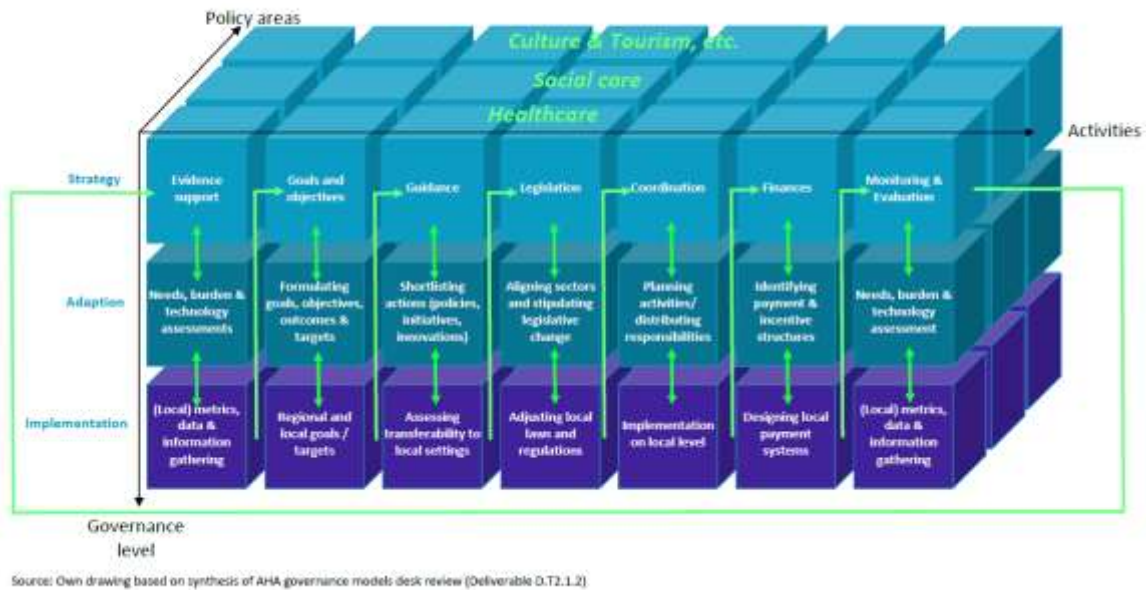 Policy areas
Culture & Tourism, etc.
Social care
Healthcare
Activities
Strategy
Evidence
support
Goals and
objectives
Guidance
Legislation
Coordination
Finances
Monitoring &
Evaluation
Adaption
Needs, burden &
technology
assessments
Formulating
goals, objectives,
outcomes &
targets
Shortlisting
actions (policies,
initiatives,
innovations)
Aligning sectors
and stipulating
legislative
change
Planning
activities/
distributing
responsibilities
Identifying
payment &
incentive
structures
Needs, burden &
technology
assessment
Implementation
(Local) metrics,
data &
information
gathering
Regional and
local goals /
targets
Assessing
transferability to
local settings
Adjusting local
laws and
regulations
Implementation
on local level
Designing local
payment
systems
(Local) metrics,
data &
information
gathering
Governance
level
Source: Own drawing based on synthesis of AHA governance models desk review (Deliverable D.T2.1.2)